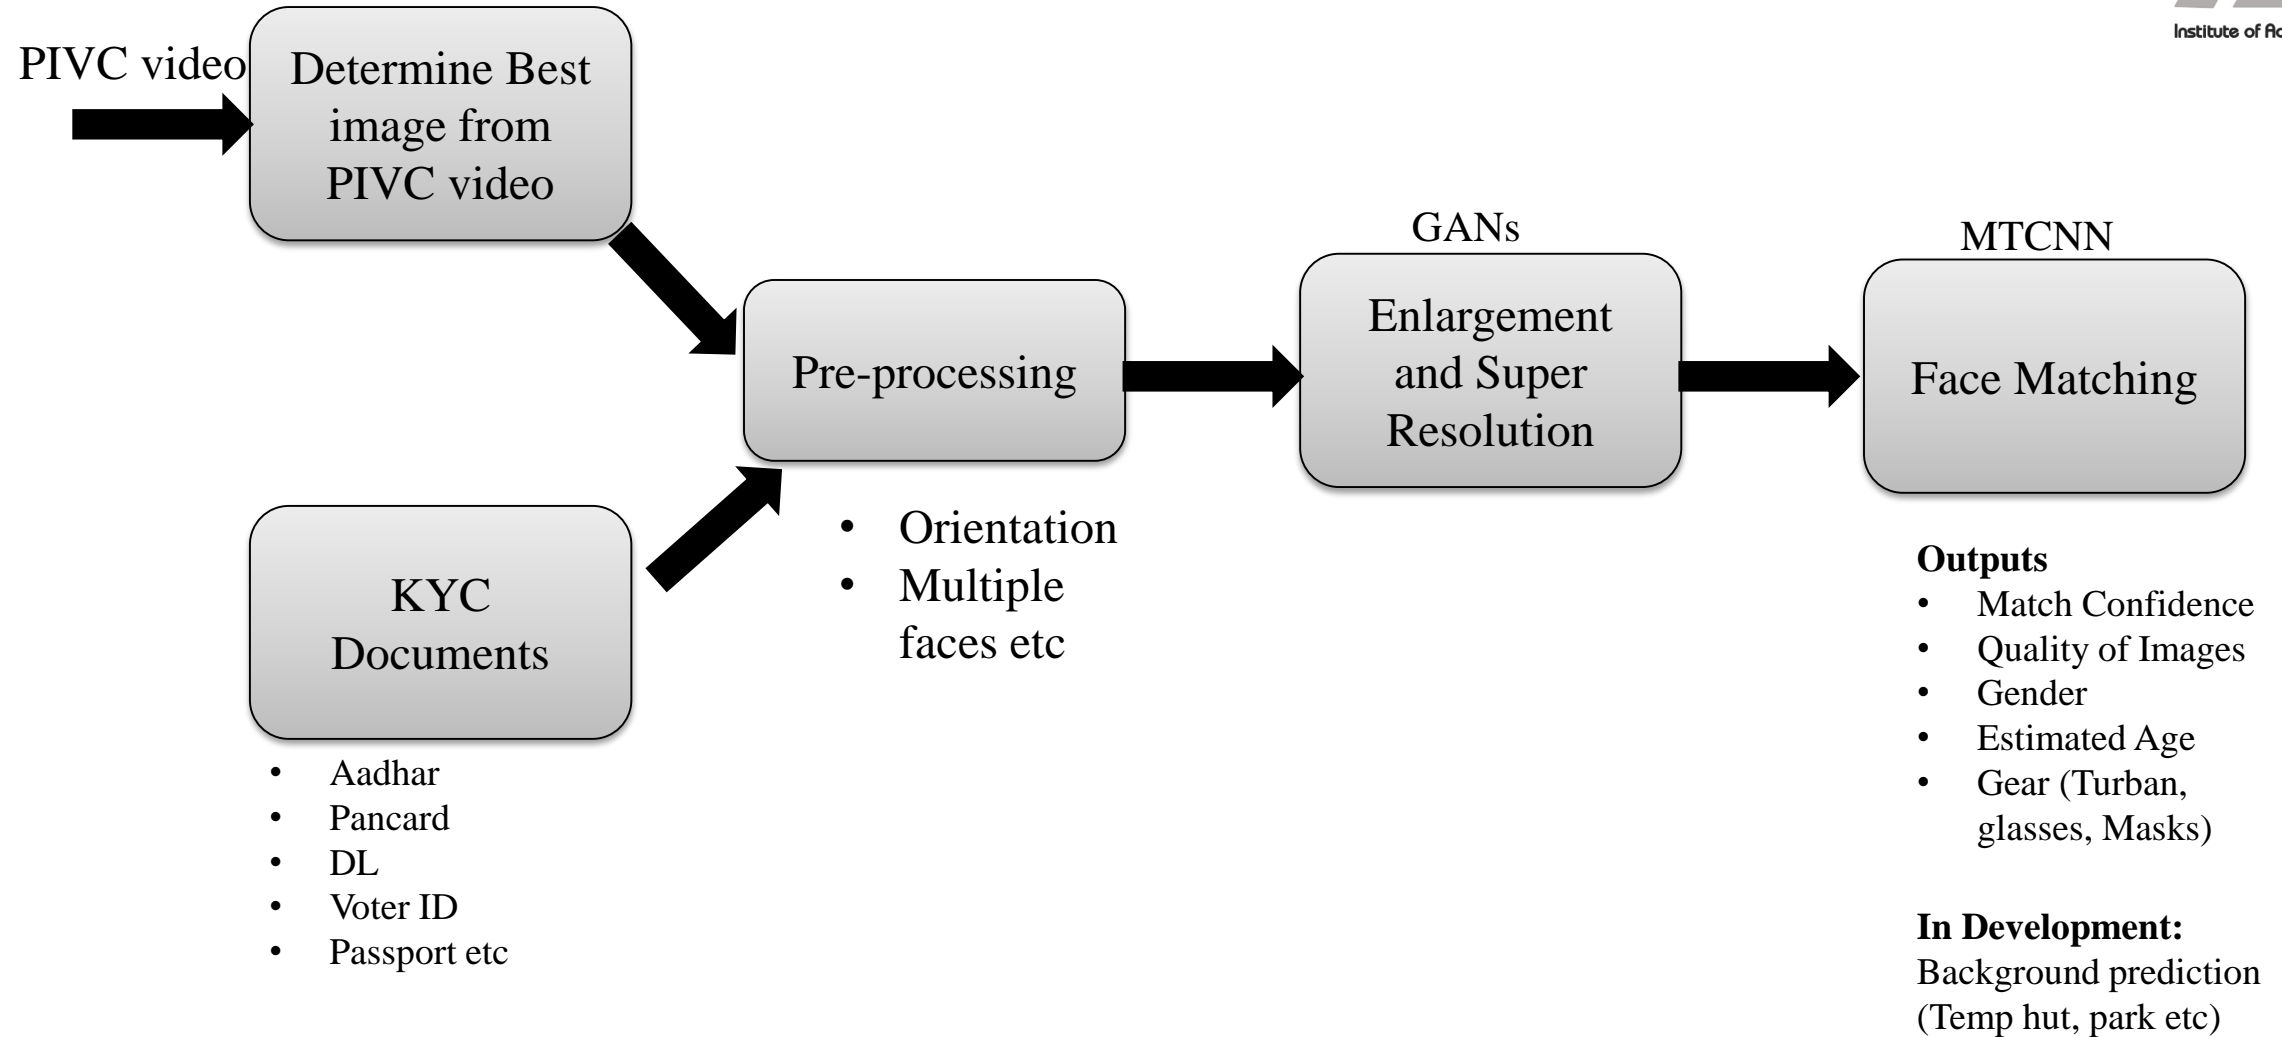 Institute of
PIVC video
Determine Best
image from
PIVC video
GANs
MTCNN
Pre-processing
Enlargement
and Super
Resolution
Face Matching
KYC
Documents
• Orientation
• Multiple
faces etc
• Aadhar
• Pancard
• DL
• Voter ID
• Passport etc
Outputs
• Match Confidence
• Quality of Images
• Gender
• Estimated Age
• Gear (Turban,
glasses, Masks)
In Development:
Background prediction
(Temp hut, park etc)